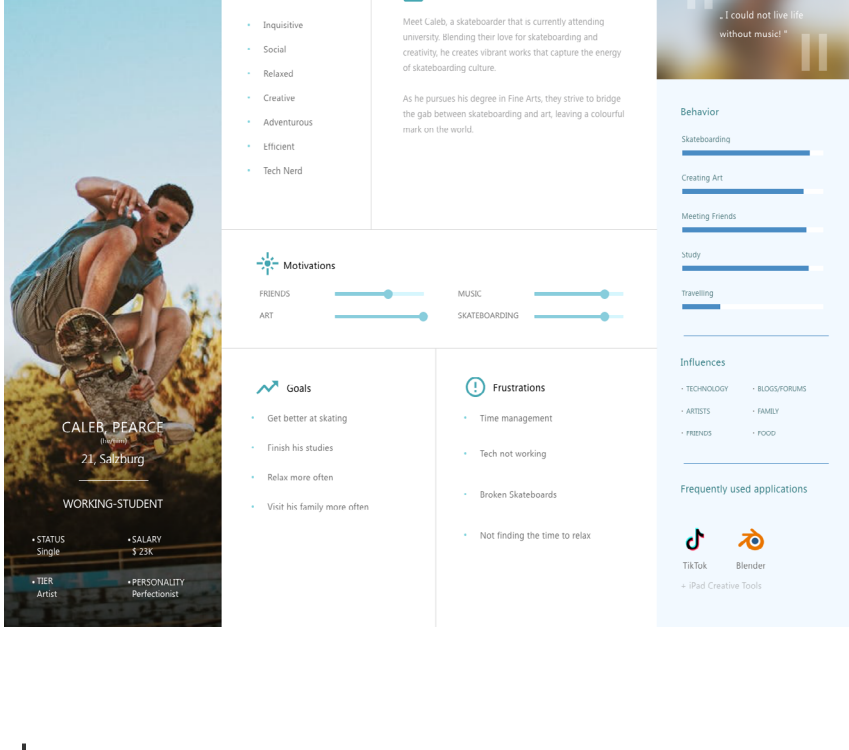 CALEB, PEARCE
(he/him)
21, Salzburg
WORKING-STUDENT
• STATUS
Single
• SALARY
$ 23K
• TIER
Artist
• PERSONALITY
Perfectionist
• Inquisitive
• Social
• Relaxed
• Creative
• Adventurous
• Efficient
• Tech Nerd
Meet Caleb, a skateboarder that is currently attending
university. Blending their love for skateboarding and
creativity, he creates vibrant works that capture the energy
of skateboarding culture.
As he pursues his degree in Fine Arts, they strive to bridge
the gab between skateboarding and art, leaving a colourful
mark on the world.
Motivations
FRIENDS
ART
MUSIC
SKATEBOARDING
Goals
• Get better at skating
• Finish his studies
• Relax more often
• Visit his family more often
Frustrations
• Time management
• Tech not working
• Broken Skateboards
• Not finding the time to relax
„ I could not live life
without music! “
Behavior
Skateboarding
Creating Art
Meeting Friends
Study
Travelling
Influences
• TECHNOLOGY
• BLOGS/FORUMS
• ARTISTS
• FAMILY
• FRIENDS
• FOOD
Frequently used applications
TikTok
Blender
+ iPad Creative Tools